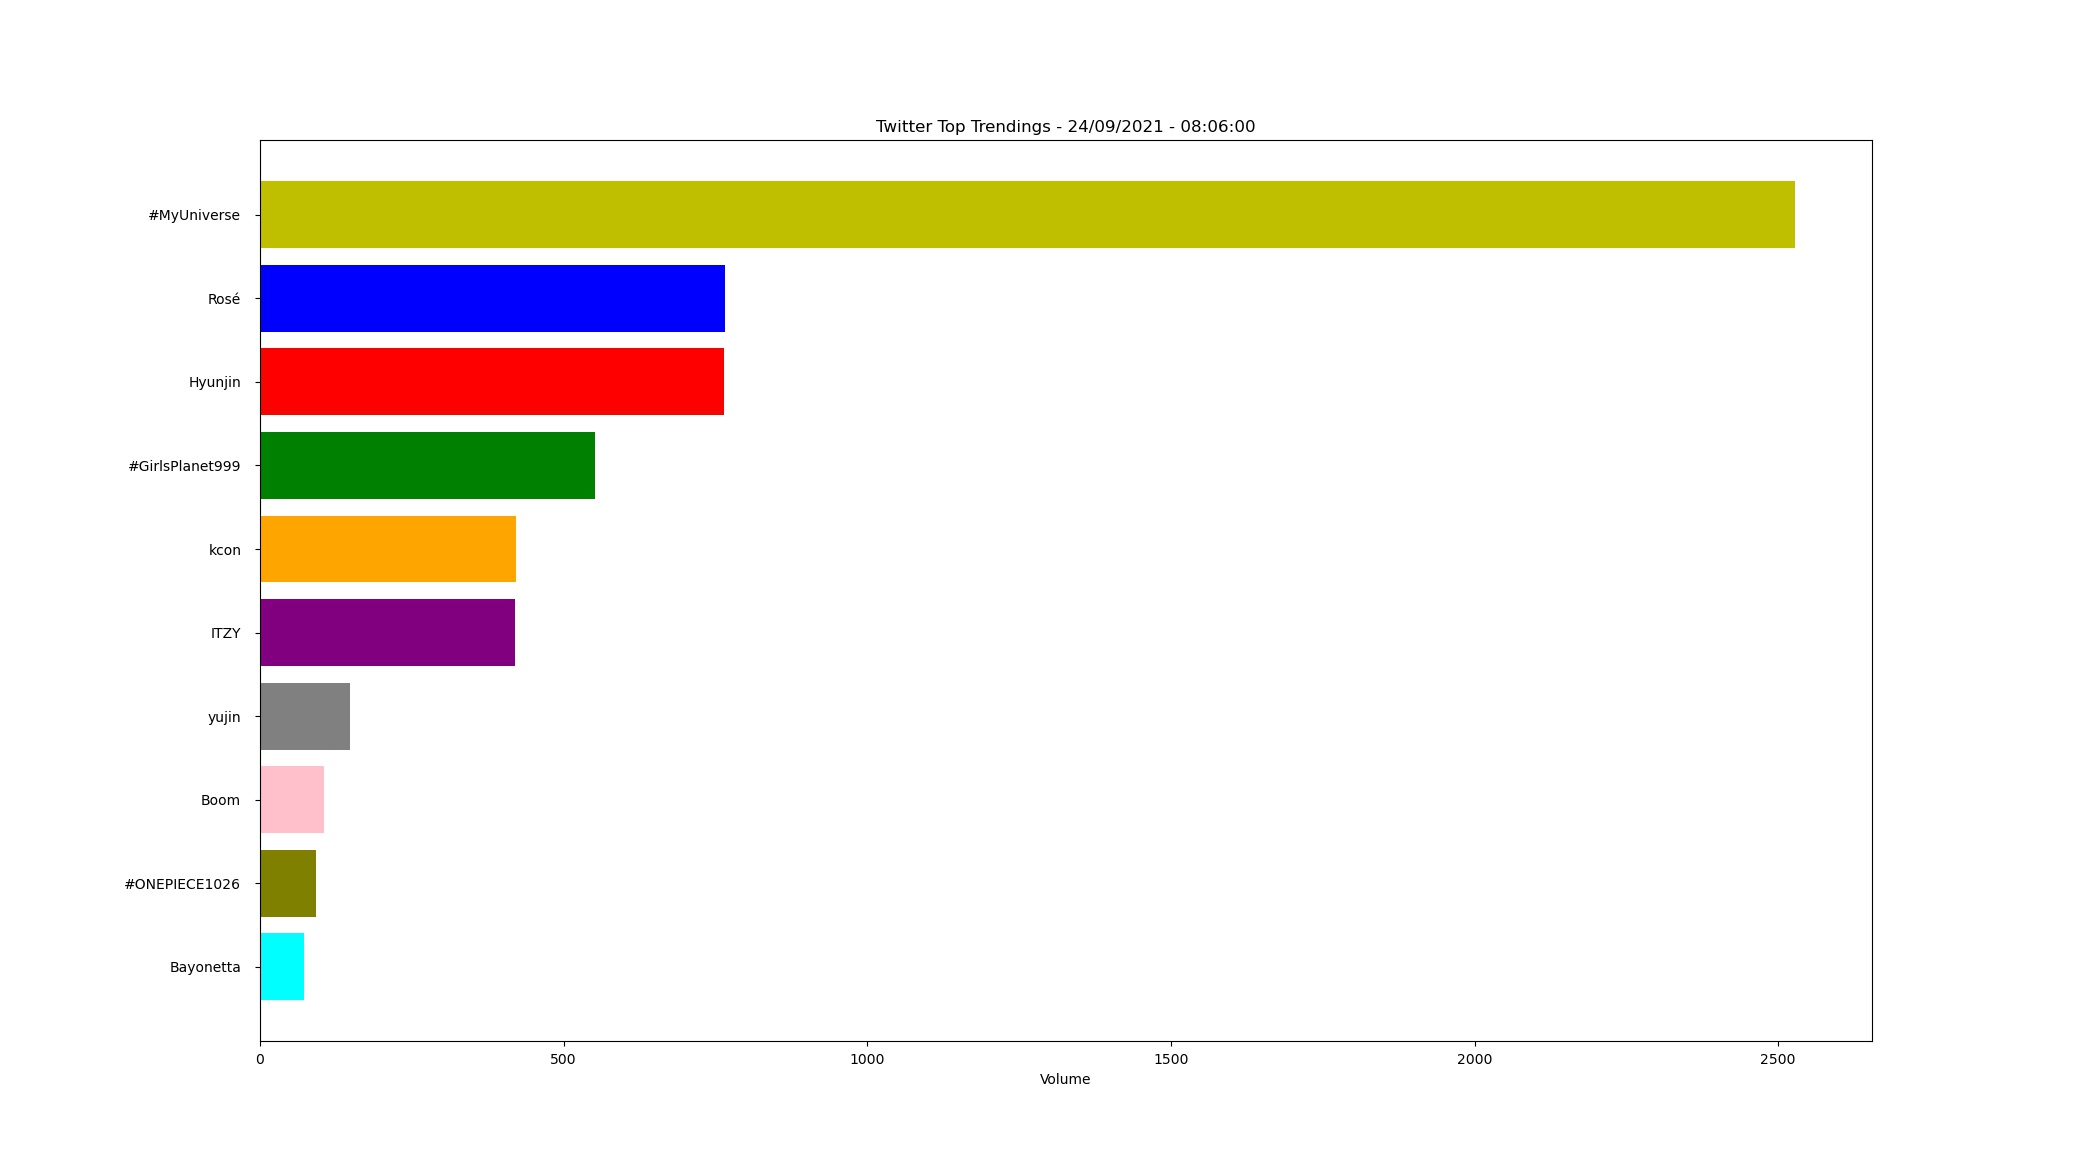 Twitter Top Trendings - 24/09/2021 - 08:06:00
#MyUniverse
Rosé
Hyunjin
#GirlsPlanet999
kcon
ITZY
yujin
Boom
#ONEPIECE1026
Bayonetta
0 500 1000 1500 2000 2500
Volume